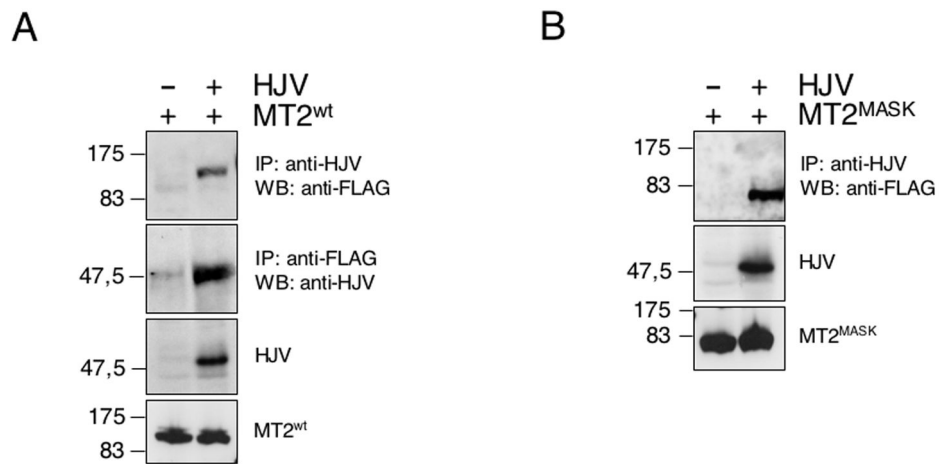 A
– + HJV
+ + MT2wt
175
83
IP: anti-HJV
WB: anti-FLAG
47,5
IP: anti-FLAG
WB: anti-HJV
47,5
HJV
175
83
MT2wt
B
– + HJV
+ + MT2MASK
175
83
IP: anti-HJV
WB: anti-FLAG
47,5
HJV
175
83
MT2MASK